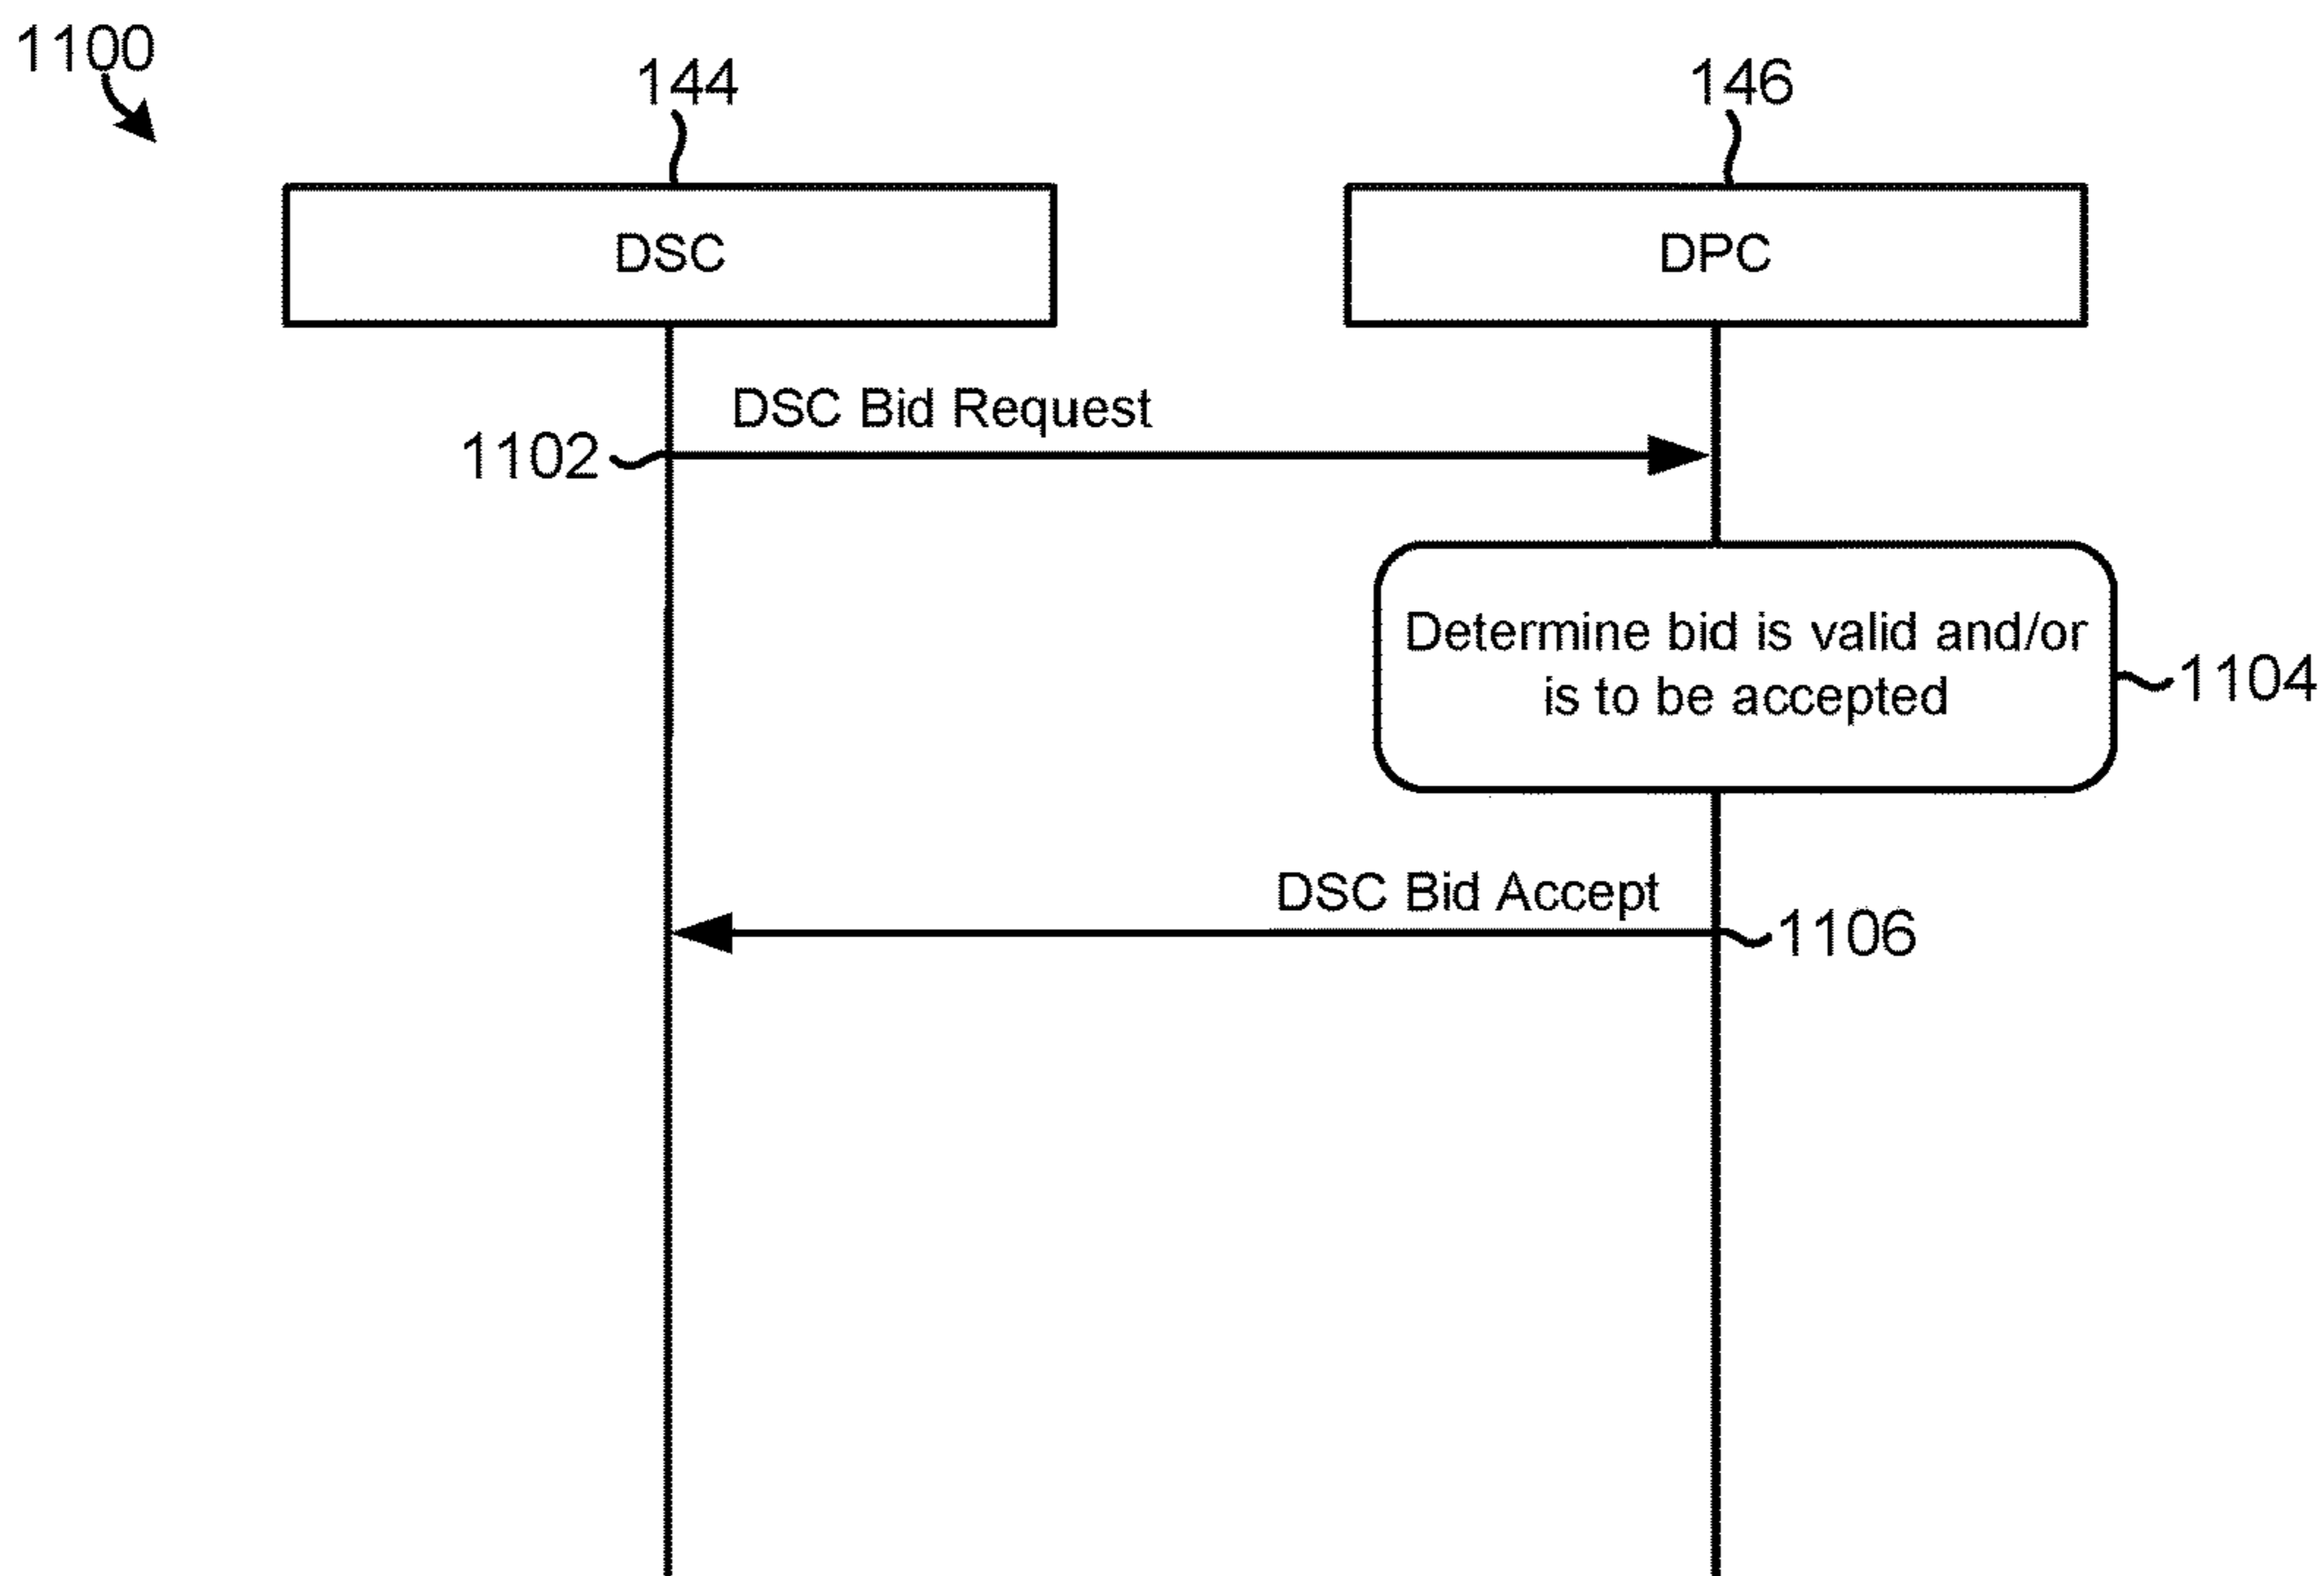 1100
144
146
DSC
DPC
DSC Bid Request
1102
Determine bid is valid and/or
is to be accepted
1104
DSC Bid Accept
1106